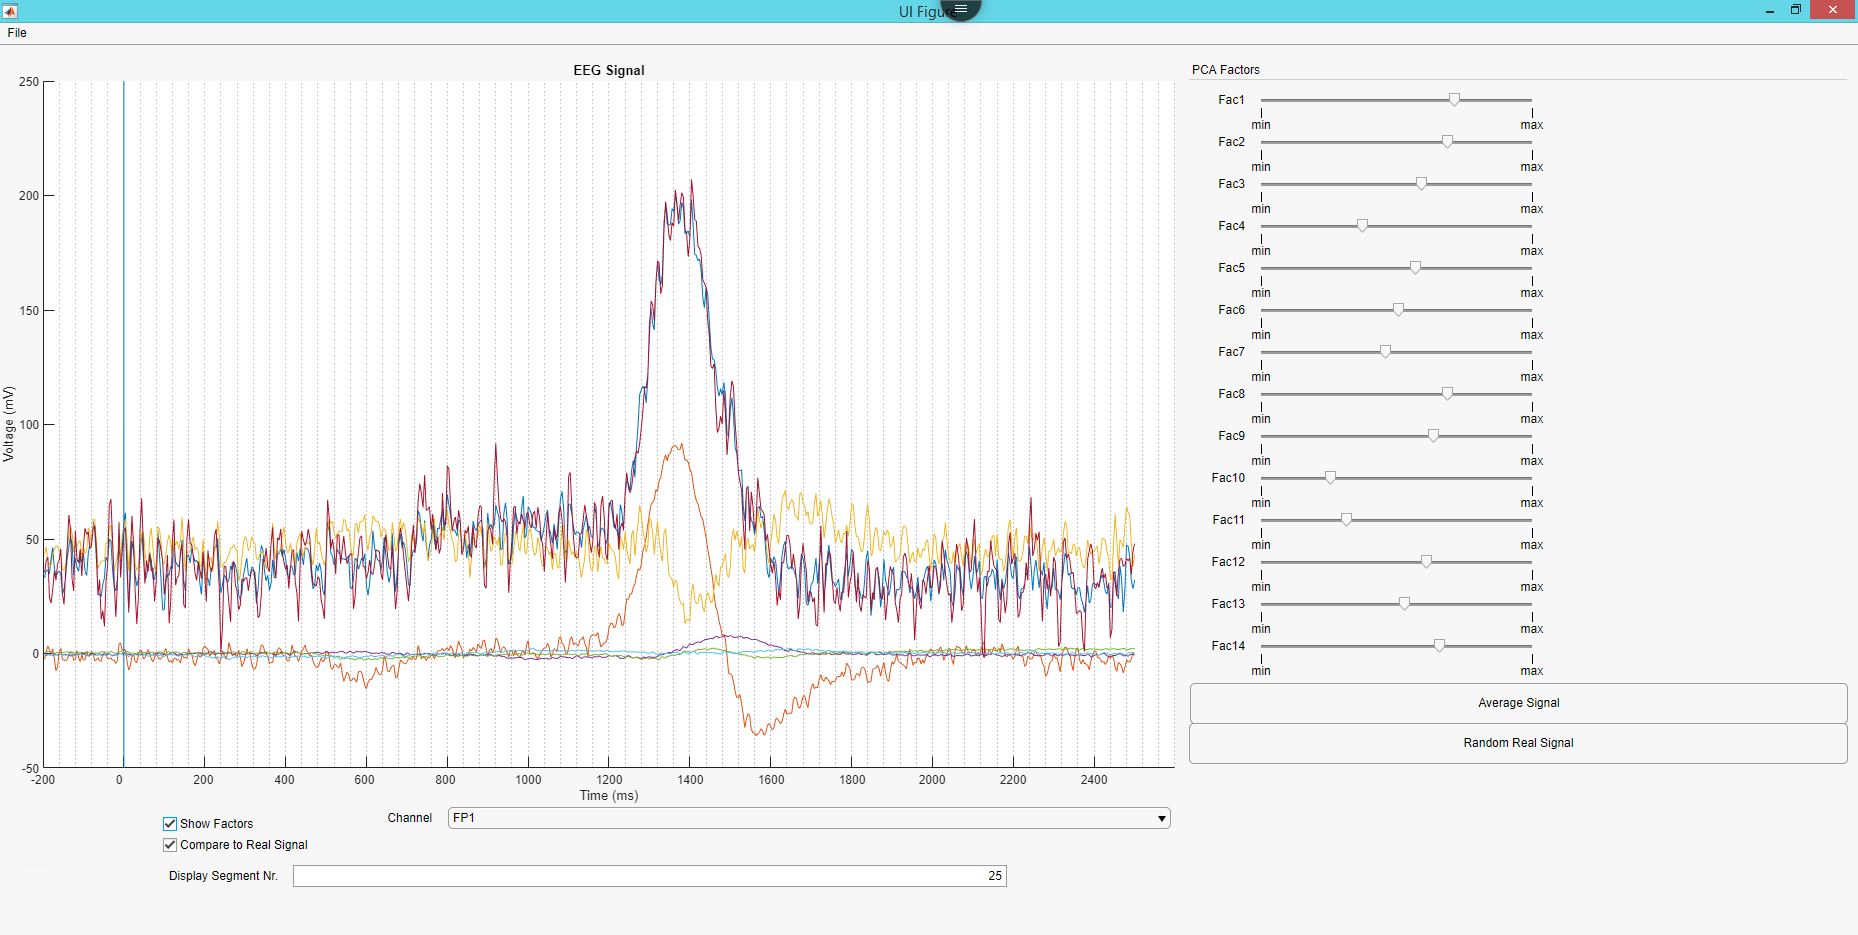 UI Figure
File
EEG Signal
250
200
150
100
50
0
-50
Voltage (mV)
-200 0 200 400 600 800 1000 1200 1400 1600 1800 2000 2200 2400
Time (ms)
Show Factors
Compare to Real Signal
Channel FP1
Display Segment Nr. 25
PCA Factors
Fac1
min max
Fac2
min max
Fac3
min max
Fac4
min max
Fac5
min max
Fac6
min max
Fac7
min max
Fac8
min max
Fac9
min max
Fac10
min max
Fac11
min max
Fac12
min max
Fac13
min max
Fac14
min max
Average Signal
Random Real Signal